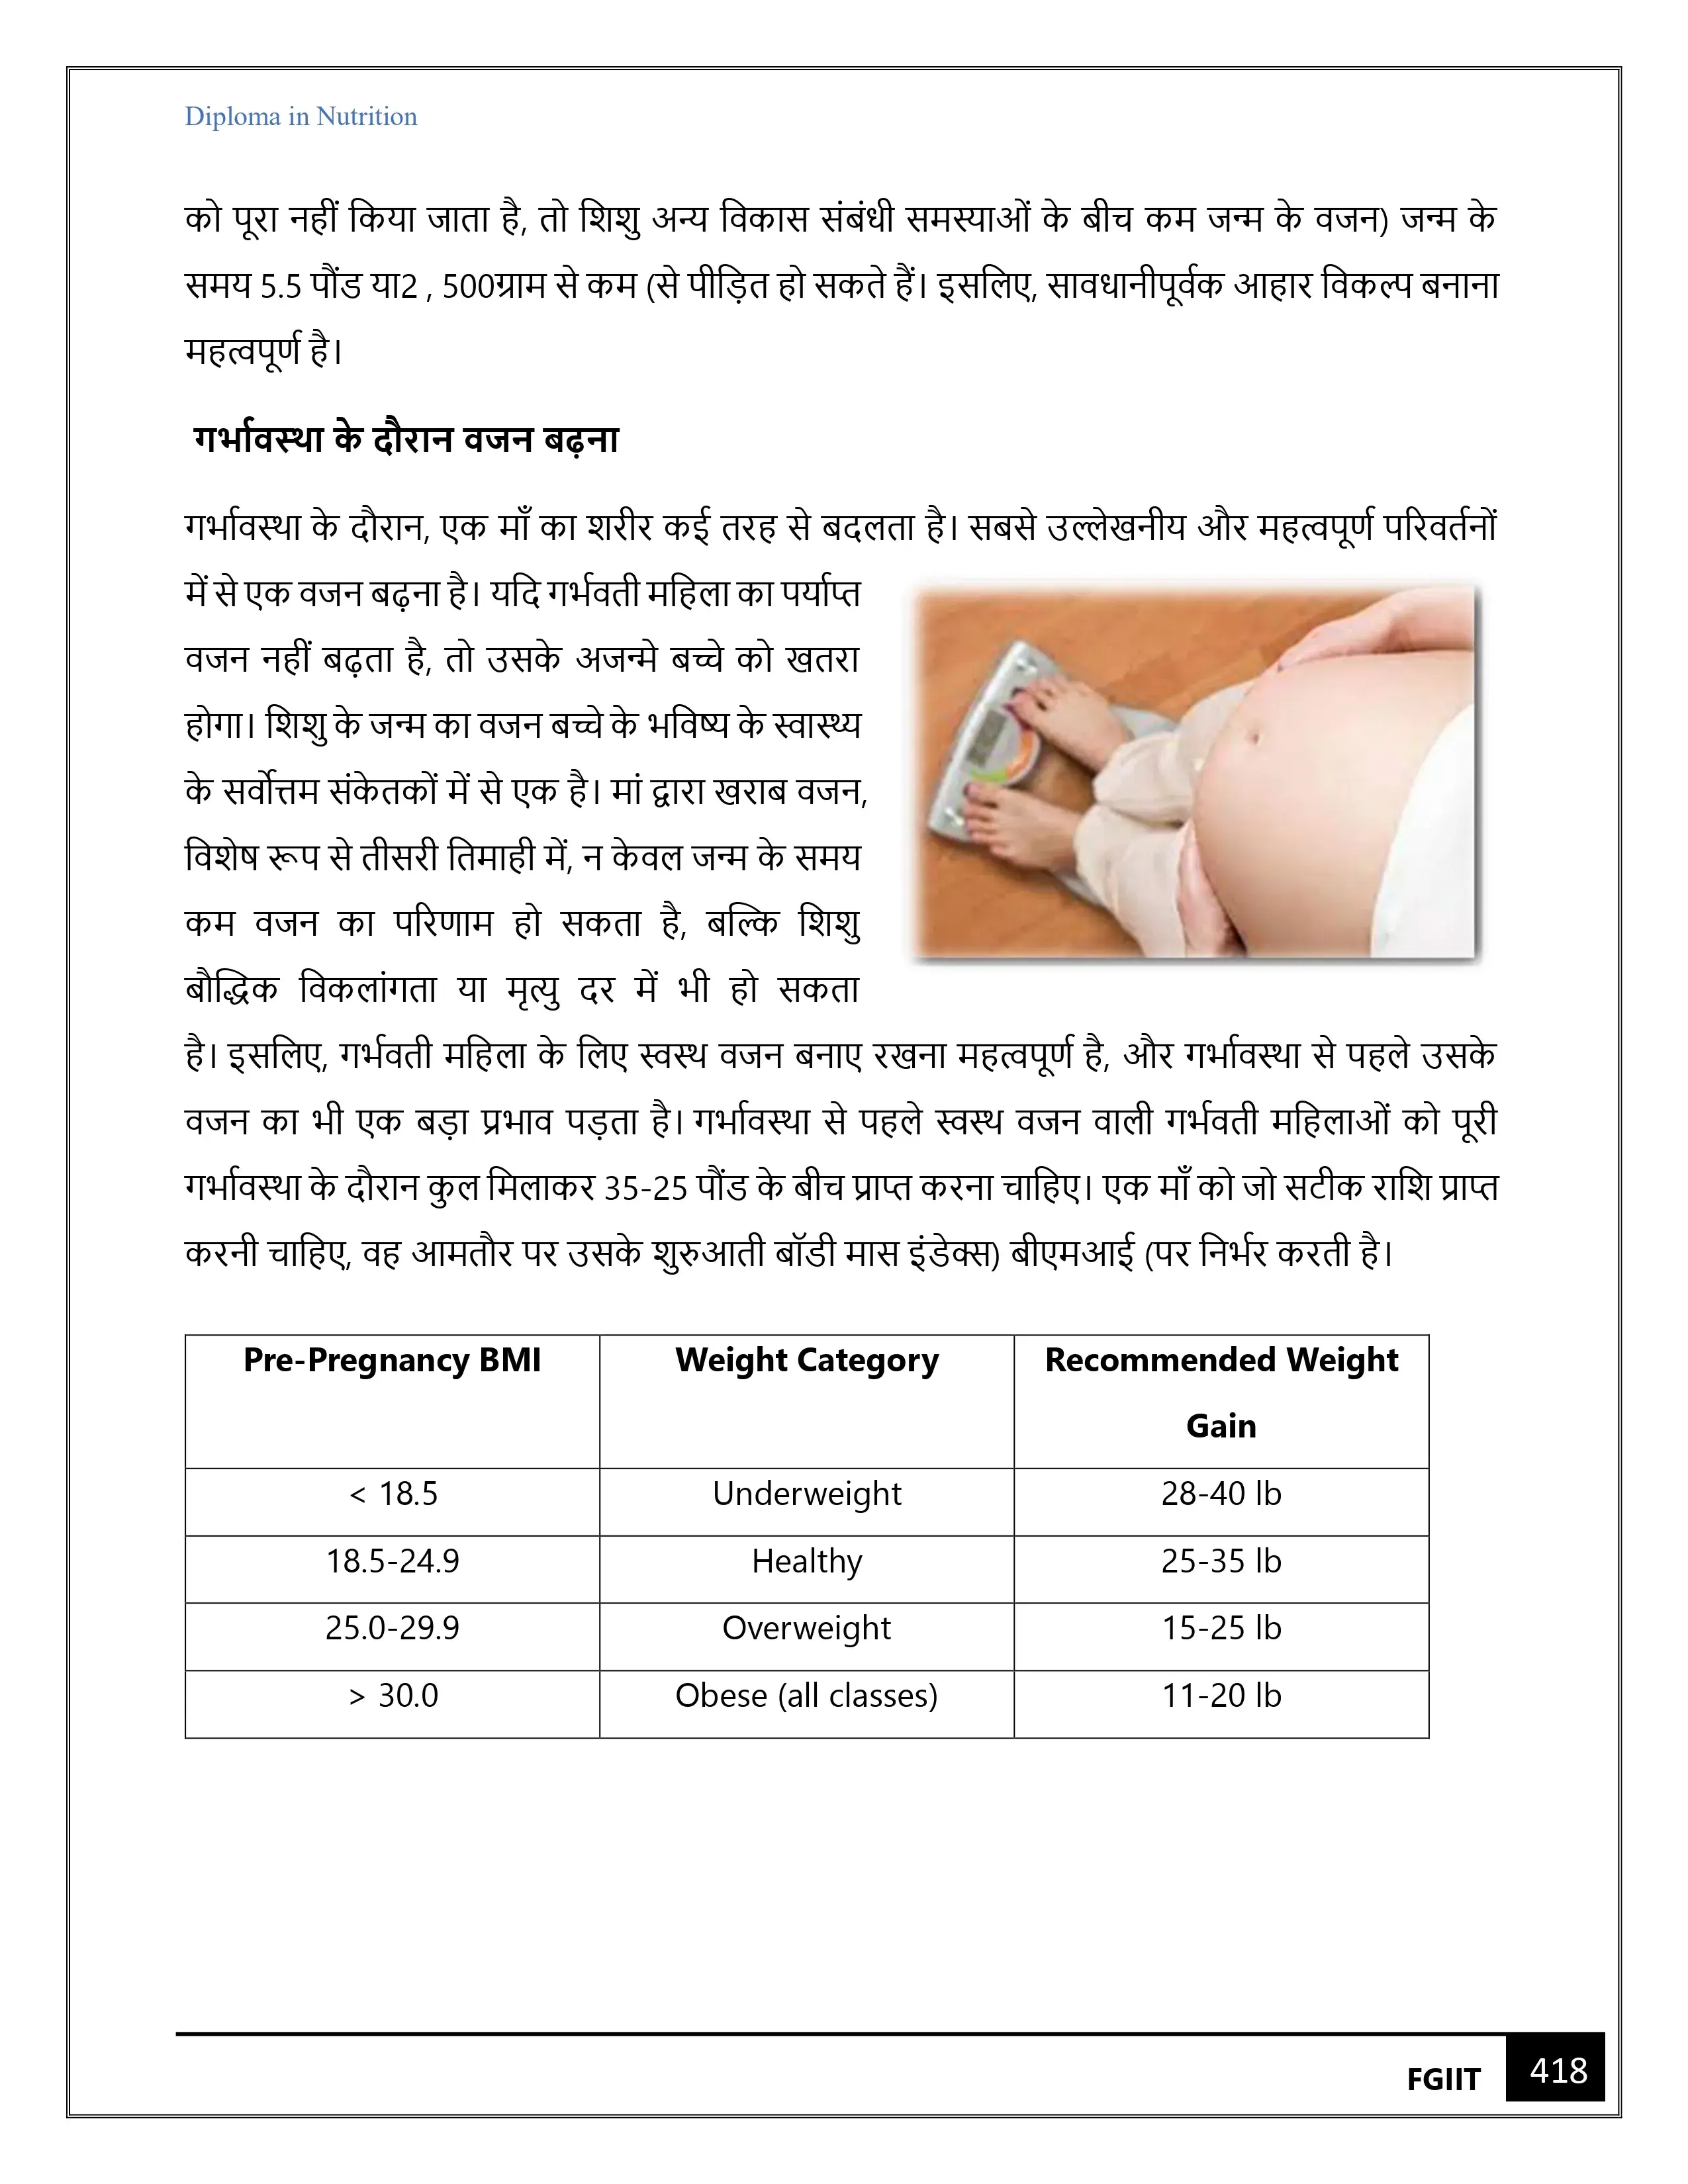 Diploma in Nutrition
को पूरा नहीं किया जाता है, तो शिशु अन्य विकास संबंधी समस्याओं के बीच कम जन्म के वजन) जन्म के
समय 5.5 पौंड या2 , 500ग्राम से कम (से पीड़ित हो सकते हैं। इसलिए, सावधानीपूर्वक आहार विकल्प बनाना
महत्वपूर्ण है।
गर्भावस्था के दौरान वजन बढ़ना
गर्भावस्था के दौरान, एक माँ का शरीर कई तरह से बदलता है। सबसे उल्लेखनीय और महत्वपूर्ण परिवर्तनों
में से एक वजन बढ़ना है। यदि गर्भवती महिला का पर्याप्त
वजन नहीं बढ़ता है, तो उसके अजन्मे बच्चे को खतरा
होगा। शिशु के जन्म का वजन बच्चे के भविष्य के स्वास्थ्य
के सर्वोत्तम संकेतकों में से एक है। मां द्वारा खराब वजन,
विशेष रूप से तीसरी तिमाही में, न केवल जन्म के समय
कम वजन का परिणाम हो सकता है, बल्कि शिशु
बौद्धिक विकलांगता या मृत्यु दर में भी हो सकता
है। इसलिए, गर्भवती महिला के लिए स्वस्थ वजन बनाए रखना महत्वपूर्ण है, और गर्भावस्था से पहले उसके
वजन का भी एक बड़ा प्रभाव पड़ता है। गर्भावस्था से पहले स्वस्थ वजन वाली गर्भवती महिलाओं को पूरी
गर्भावस्था के दौरान कुल मिलाकर 35-25 पौंड के बीच प्राप्त करना चाहिए। एक माँ को जो सटीक राशि प्राप्त
करनी चाहिए, वह आमतौर पर उसके शुरुआती बॉडी मास इंडेक्स) बीएमआई (पर निर्भर करती है।
Pre-Pregnancy BMI Weight Category Recommended Weight
Gain
< 18.5 Underweight 28-40 lb
18.5-24.9 Healthy 25-35 lb
25.0-29.9 Overweight 15-25 lb
> 30.0 Obese (all classes) 11-20 lb
FGIIT 418